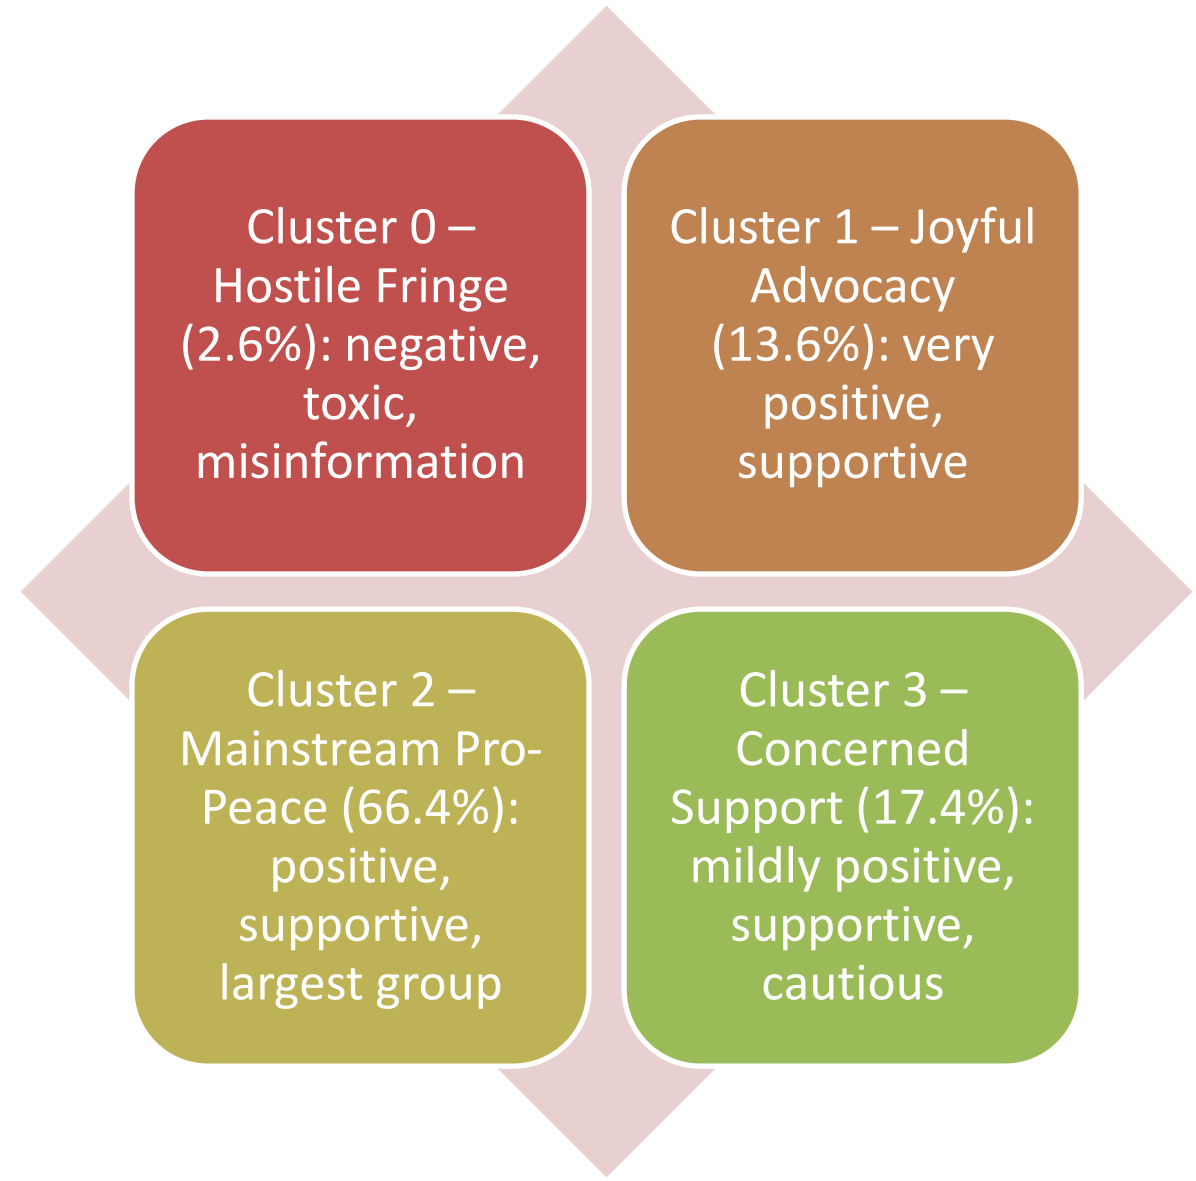 Cluster 0 –
Hostile Fringe
(2.6%): negative,
toxic,
misinformation
Cluster 1 – Joyful
Advocacy
(13.6%): very
positive,
supportive
Cluster 2 –
Mainstream Pro-
Peace (66.4%):
positive,
supportive,
largest group
Cluster 3 –
Concerned
Support (17.4%):
mildly positive,
supportive,
cautious